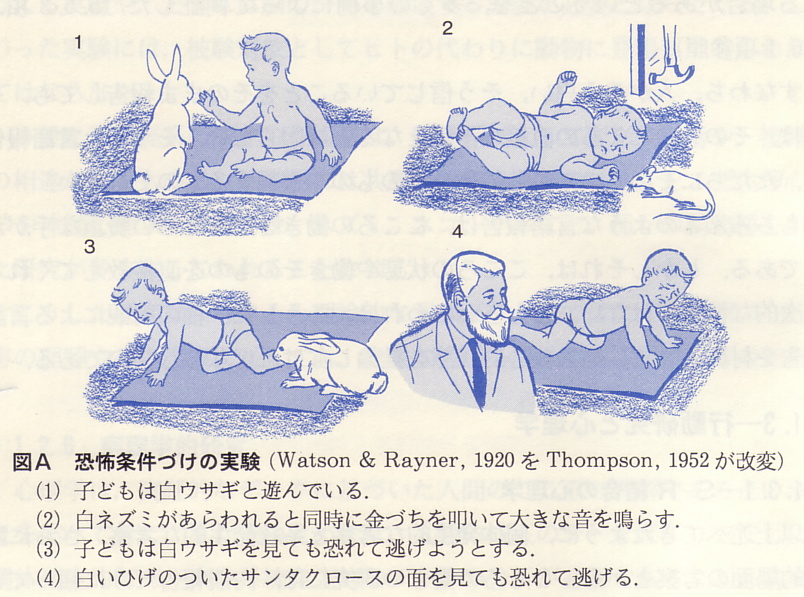 1
2
3
4
図A 恐怖条件づけの実験 (Watson & Rayner, 1920 を Thompson, 1952 が改変)
(1) 子どもは白ウサギと遊んでいる.
(2) 白ネズミがあらわれると同時に金づちを叩いて大きな音を鳴らす.
(3) 子どもは白ウサギを見ても恐れて逃げようとする.
(4) 白いひげのついたサンタクロースの面を見ても恐れて逃げる.